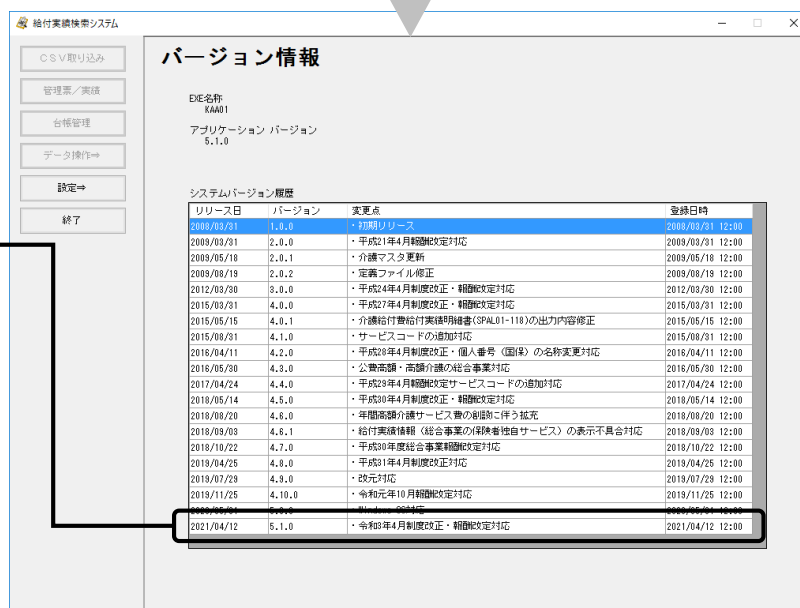 給付実績検索システム
CSV取り込み
管理票／実績
台帳管理
データ操作⇒
設定⇒
終了
バージョン情報
EXE名称
KAA01
アプリケーション バージョン
5.1.0
システムバージョン履歴
リリース日 バージョン 変更点 登録日時
2008/03/31 1.0.0 ・初期リリース 2008/03/31 12:00
2009/03/31 2.0.0 ・平成21年4月報酬改定対応 2009/03/31 12:00
2009/05/18 2.0.1 ・介護マスタ更新 2009/05/18 12:00
2009/08/19 2.0.2 ・定義ファイル修正 2009/08/19 12:00
2012/03/30 3.0.0 ・平成24年4月制度改正・報酬改定対応 2012/03/30 12:00
2015/03/31 4.0.0 ・平成27年4月制度改正・報酬改定対応 2015/03/31 12:00
2015/05/15 4.0.1 ・介護給付費給付実績明細書(SPAL01-118)の出力内容修正 2015/05/15 12:00
2015/08/31 4.1.0 ・サービスコードの追加対応 2015/08/31 12:00
2016/04/11 4.2.0 ・平成28年4月制度改正・個人番号（国保）の名称変更対応 2016/04/11 12:00
2016/05/30 4.3.0 ・公費高額・高額介護の総合事業対応 2016/05/30 12:00
2017/04/24 4.4.0 ・平成29年4月報酬改定サービスコードの追加対応 2017/04/24 12:00
2018/05/14 4.5.0 ・平成30年4月制度改正・報酬改定対応 2018/05/14 12:00
2018/08/20 4.6.0 ・年間高額介護サービス費の創設に伴う拡充 2018/08/20 12:00
2018/09/03 4.6.1 ・給付実績情報（総合事業の保険者独自サービス）の表示不具合対応 2018/09/03 12:00
2018/10/22 4.7.0 ・平成30年度総合事業報酬改定対応 2018/10/22 12:00
2019/04/25 4.8.0 ・平成31年4月制度改正対応 2019/04/25 12:00
2019/07/29 4.9.0 ・改元対応 2019/07/29 12:00
2019/11/25 4.10.0 ・令和元年10月報酬改定対応 2019/11/25 12:00
2021/04/12 5.1.0 ・令和3年4月制度改正・報酬改定対応 2021/04/12 12:00